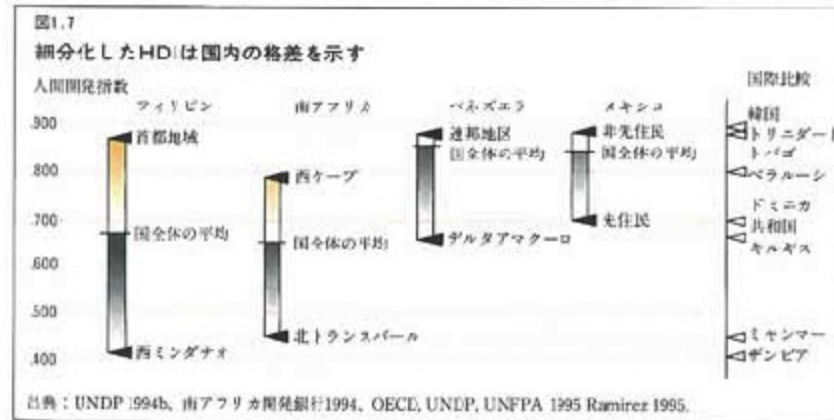 図1.7
細分化したHDIは国内の格差を示す
人間開発指数
国際比較
フィリピン
南アフリカ
ベネズエラ
メキシコ
.900
.800
.700
.600
.500
.400
首都地域
国全体の平均
西ミンダナオ
西ケープ
国全体の平均
北トランスバール
連邦地区
国全体の平均
デルタアマクーロ
非先住民
国全体の平均
先住民
韓国
トリニダード
トバゴ
ベラルーシ
ドミニカ
共和国
キルギス
ミャンマー
ザンビア
出典：UNDP 1994b、南アフリカ開発銀行1994、OECD, UNDP, UNFPA 1995 Ramirez 1995.